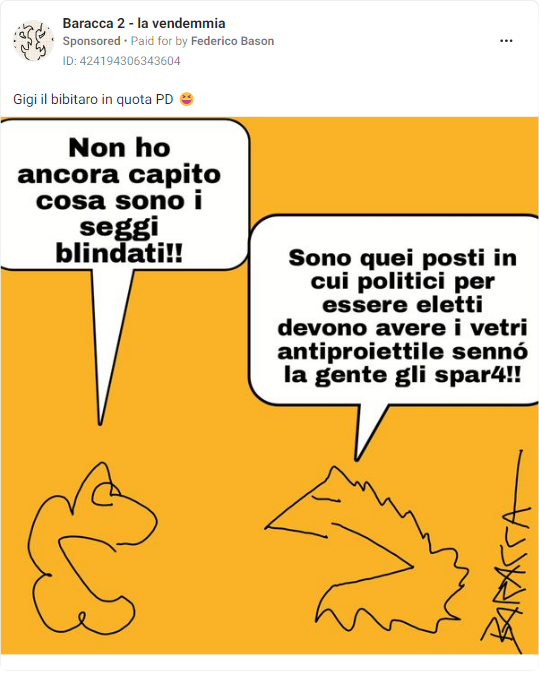 Baracca 2 - la vendemmia
Sponsored • Paid for by Federico Bason
ID: 424194306343604
Gigi il bibitaro in quota PD 😆
Non ho
ancora capito
cosa sono i
seggi
blindati!!
Sono quei posti in
cui politici per
essere eletti
devono avere i vetri
antiproiettile sennó
la gente gli spar4!!
BARACCA